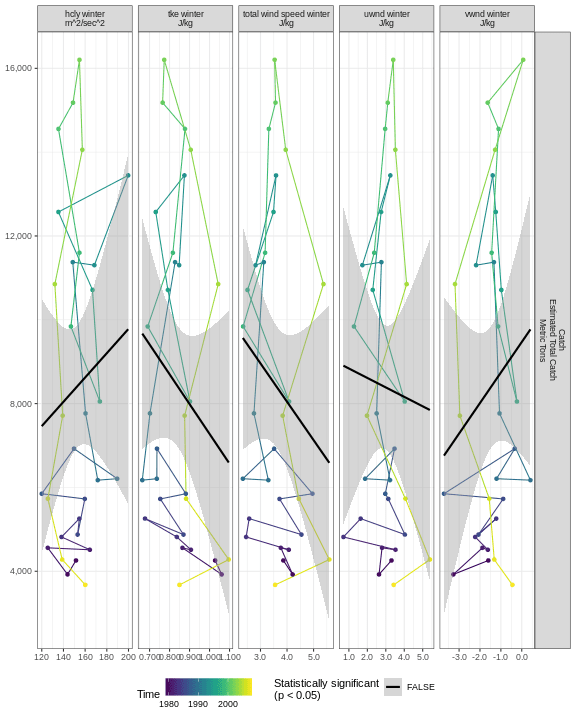 hcly winter
m^2/sec^2
tke winter
J/kg
total wind speed winter
J/kg
uwnd winter
J/kg
vwnd winter
J/kg
16,000
12,000
8,000
4,000
Catch
Estimated Total Catch
Metric Tons
120 140 160 180 200
0.700 0.800 0.900 1.000 1.100
3.0 4.0 5.0
1.0 2.0 3.0 4.0 5.0
-3.0 -2.0 -1.0 0.0
Time
1980 1990 2000
Statistically significant
(p < 0.05)
FALSE